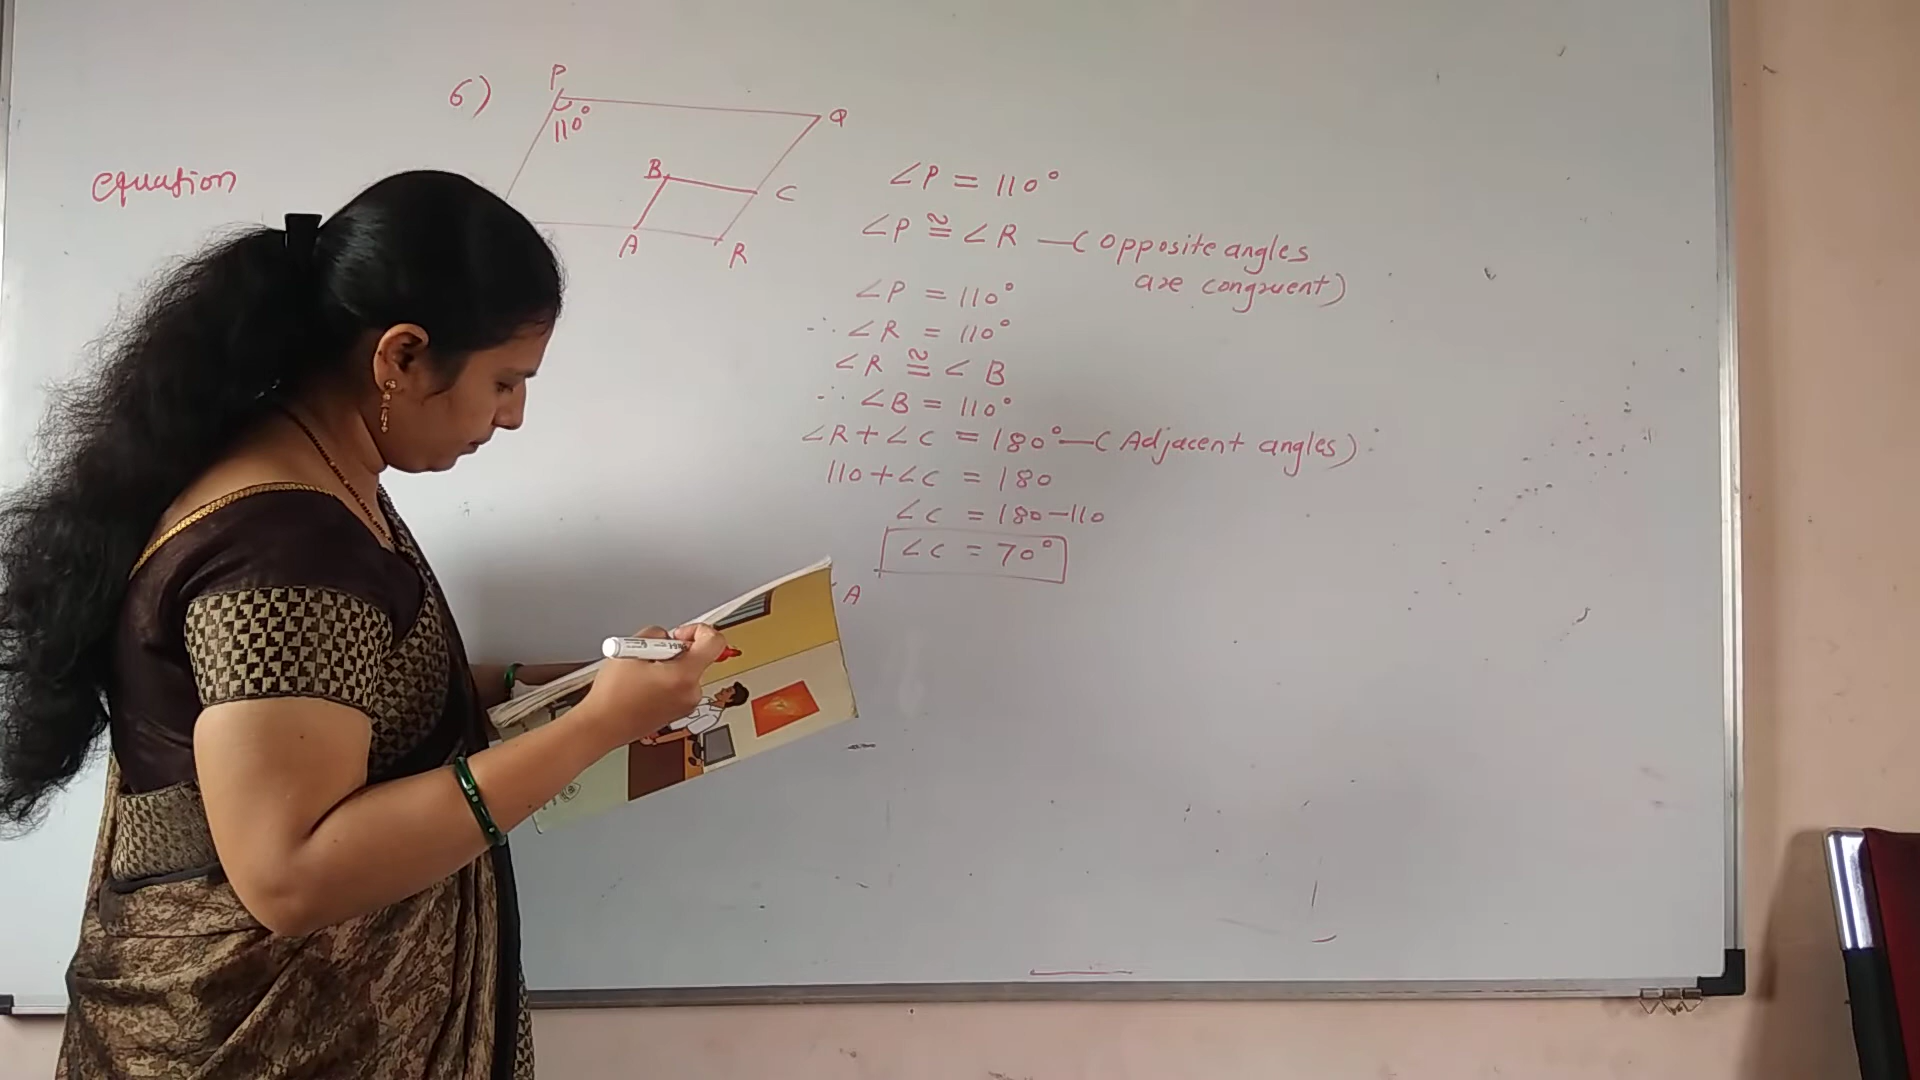 6)
P
110°
Q
B
C
A
R
equation
∠P = 110°
∠P ≅ ∠R —( opposite angles
are congruent)
∠P = 110°
∴ ∠R = 110°
∠R ≅ ∠B
∴ ∠B = 110°
∠R + ∠C = 180° —( Adjacent angles)
110 + ∠C = 180
∠C = 180 - 110
∠C = 70°
A